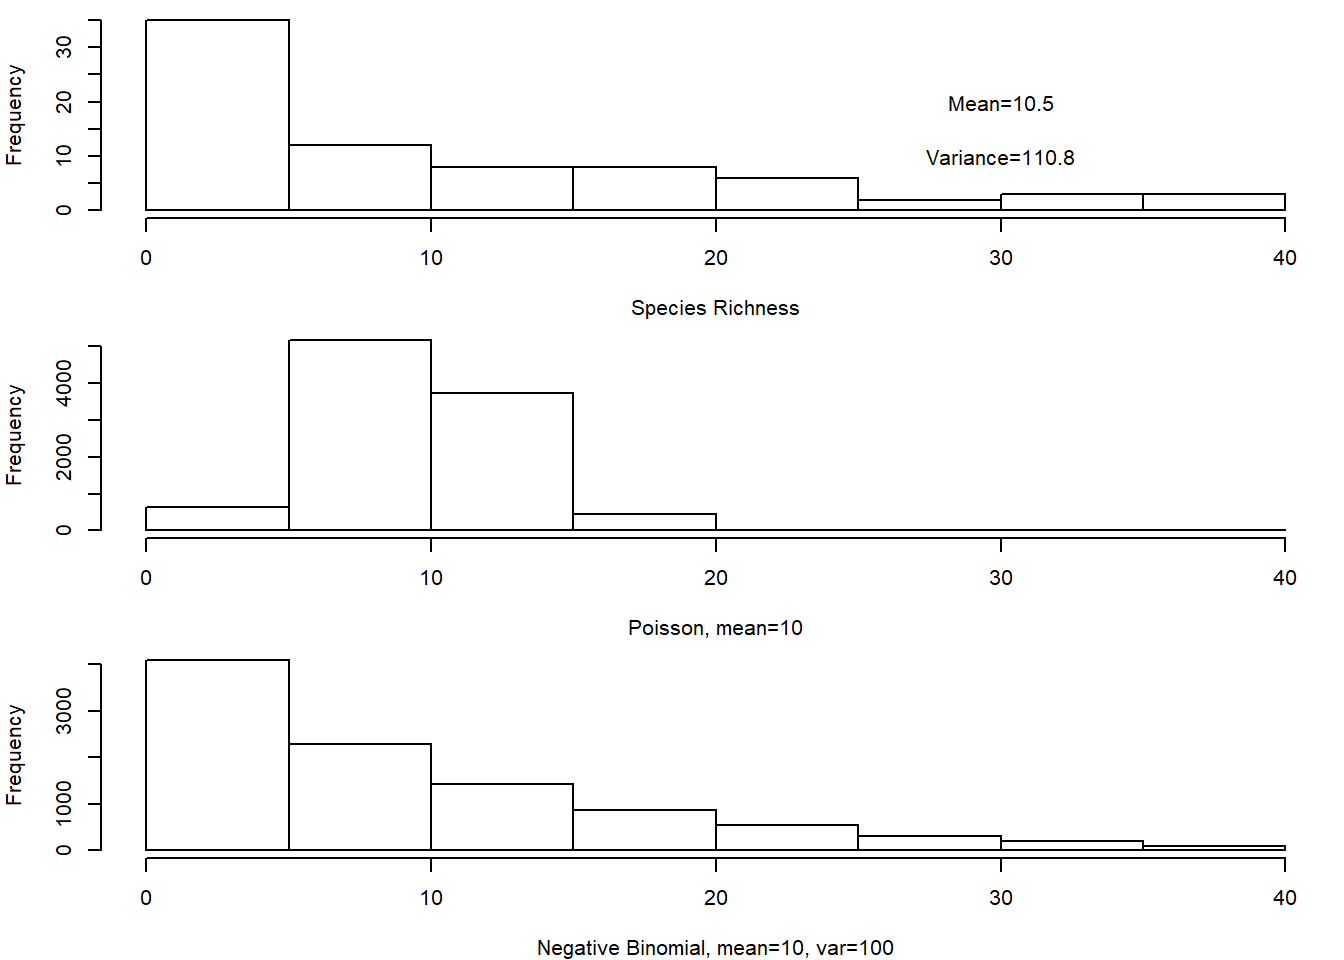 Frequency
30
20
10
0
Mean=10.5
Variance=110.8
0 10 20 30 40
Species Richness
Frequency
4000
2000
0
0 10 20 30 40
Poisson, mean=10
Frequency
3000
1000
0
0 10 20 30 40
Negative Binomial, mean=10, var=100